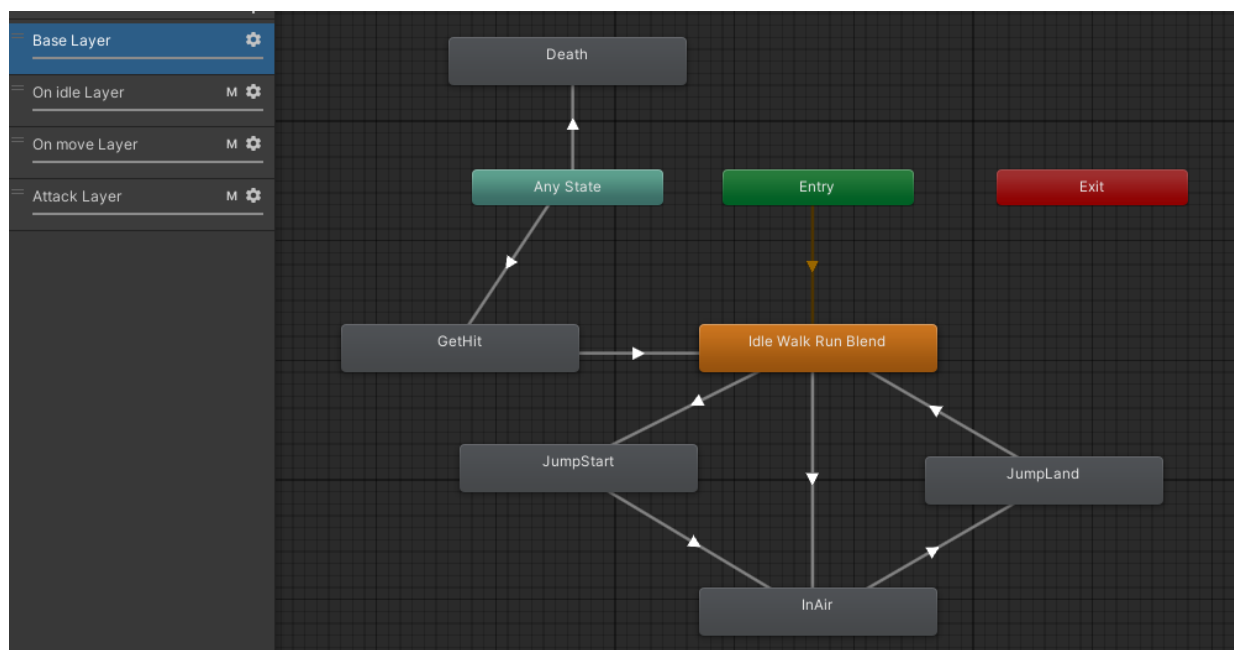 Base Layer
On idle Layer M
On move Layer M
Attack Layer M
Death
Any State
Entry
Exit
GetHit
Idle Walk Run Blend
JumpStart
JumpLand
InAir